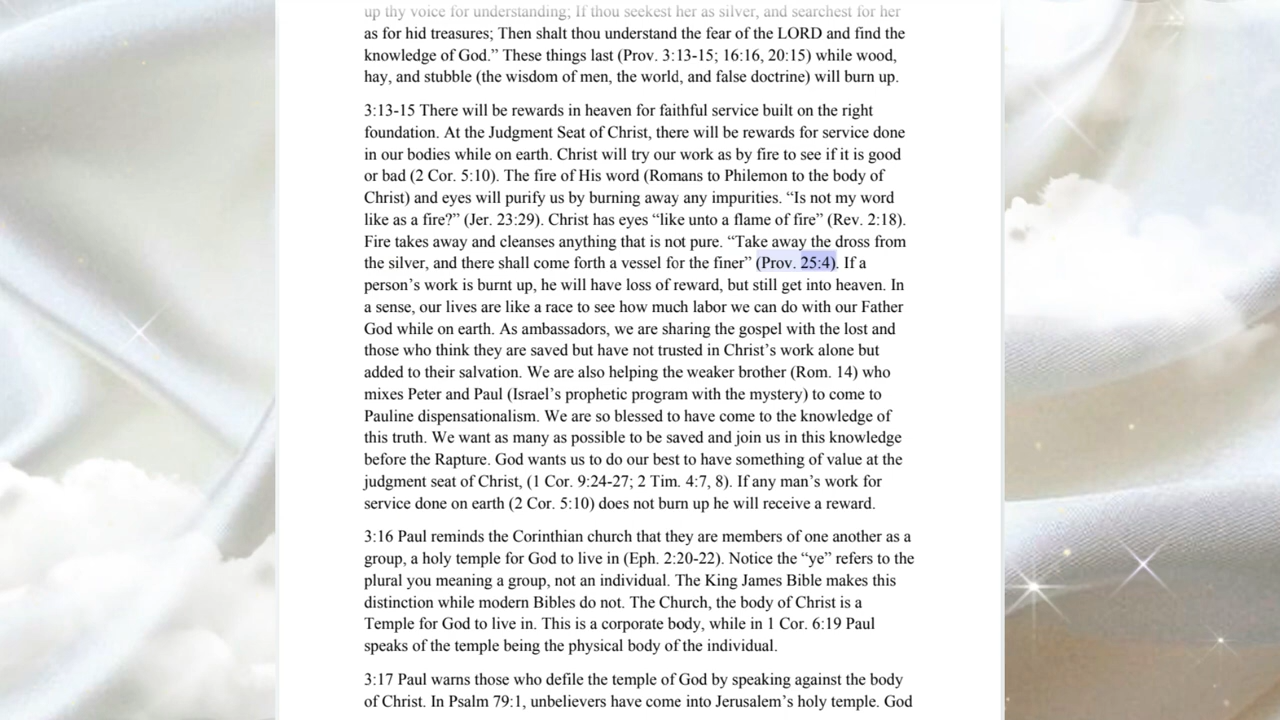 up thy voice for understanding; If thou seekest her as silver, and searchest for her
as for hid treasures; Then shalt thou understand the fear of the LORD and find the
knowledge of God.” These things last (Prov. 3:13-15; 16:16, 20:15) while wood,
hay, and stubble (the wisdom of men, the world, and false doctrine) will burn up.
3:13-15 There will be rewards in heaven for faithful service built on the right
foundation. At the Judgment Seat of Christ, there will be rewards for service done
in our bodies while on earth. Christ will try our work as by fire to see if it is good
or bad (2 Cor. 5:10). The fire of His word (Romans to Philemon to the body of
Christ) and eyes will purify us by burning away any impurities. “Is not my word
like as a fire?” (Jer. 23:29). Christ has eyes “like unto a flame of fire” (Rev. 2:18).
Fire takes away and cleanses anything that is not pure. “Take away the dross from
the silver, and there shall come forth a vessel for the finer” (Prov. 25:4). If a
person’s work is burnt up, he will have loss of reward, but still get into heaven. In
a sense, our lives are like a race to see how much labor we can do with our Father
God while on earth. As ambassadors, we are sharing the gospel with the lost and
those who think they are saved but have not trusted in Christ’s work alone but
added to their salvation. We are also helping the weaker brother (Rom. 14) who
mixes Peter and Paul (Israel’s prophetic program with the mystery) to come to
Pauline dispensationalism. We are so blessed to have come to the knowledge of
this truth. We want as many as possible to be saved and join us in this knowledge
before the Rapture. God wants us to do our best to have something of value at the
judgment seat of Christ, (1 Cor. 9:24-27; 2 Tim. 4:7, 8). If any man’s work for
service done on earth (2 Cor. 5:10) does not burn up he will receive a reward.
3:16 Paul reminds the Corinthian church that they are members of one another as a
group, a holy temple for God to live in (Eph. 2:20-22). Notice the “ye” refers to the
plural you meaning a group, not an individual. The King James Bible makes this
distinction while modern Bibles do not. The Church, the body of Christ is a
Temple for God to live in. This is a corporate body, while in 1 Cor. 6:19 Paul
speaks of the temple being the physical body of the individual.
3:17 Paul warns those who defile the temple of God by speaking against the body
of Christ. In Psalm 79:1, unbelievers have come into Jerusalem’s holy temple. God